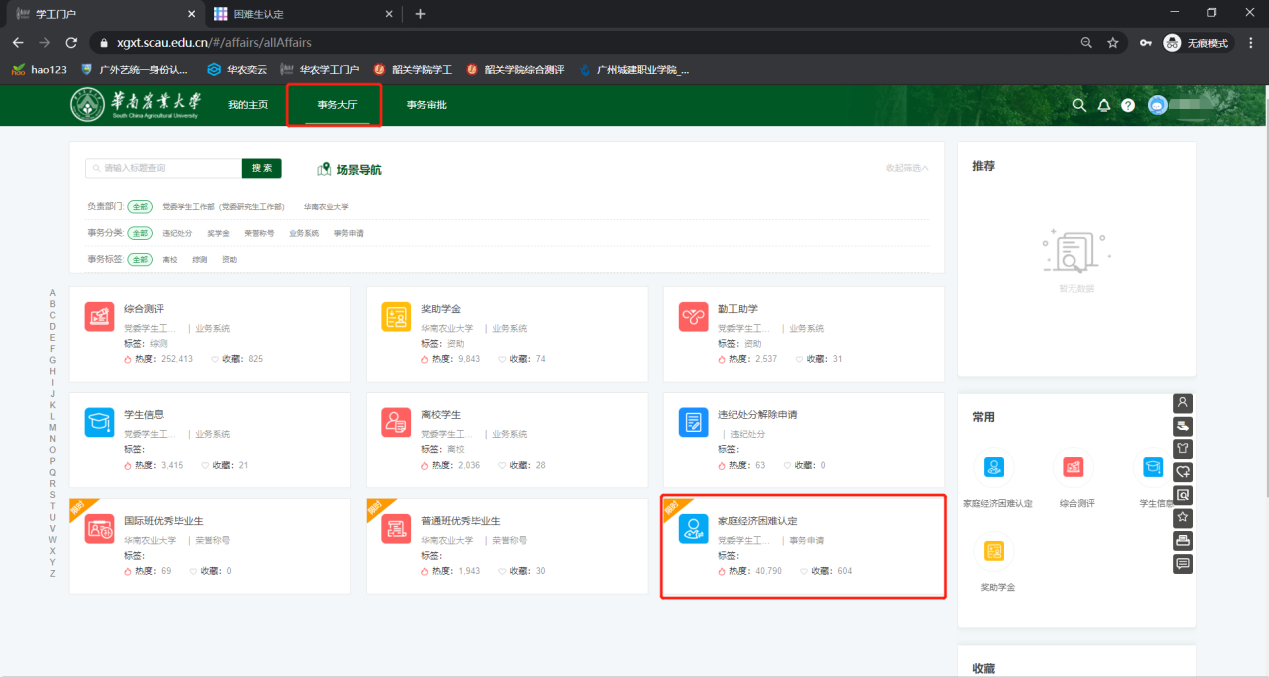 学工门户
困难生认定
xgxt.scau.edu.cn/#/affairs/allAffairs
无痕模式
hao123
广外艺统一身份认...
华农奕云
华农学工门户
韶关学院学工
韶关学院综合测评
广州城建职业学院_...
华南农业大学
South China Agricultural University
我的主页
事务大厅
事务审批
请输入标题查询
搜 索
场景导航
收起筛选
负责部门: 全部 党委学生工作部（党委研究生工作部） 华南农业大学
事务分类: 全部 违纪处分 奖学金 荣誉称号 业务系统 事务申请
事务标签: 全部 离校 综测 资助
A
B
C
D
E
F
G
H
I
J
K
L
M
N
O
P
Q
R
S
T
U
V
W
X
Y
Z
综合测评
党委学生工... | 业务系统
标签: 综测
热度: 252,413 收藏: 825
奖助学金
华南农业大学 | 业务系统
标签: 资助
热度: 9,843 收藏: 74
勤工助学
党委学生工... | 业务系统
标签: 资助
热度: 2,537 收藏: 31
学生信息
党委学生工... | 业务系统
标签:
热度: 3,415 收藏: 21
离校学生
党委学生工... | 业务系统
标签: 离校
热度: 2,036 收藏: 28
违纪处分解除申请
| 违纪处分
标签:
热度: 63 收藏: 0
限时
国际班优秀毕业生
华南农业大学 | 荣誉称号
标签:
热度: 69 收藏: 0
限时
普通班优秀毕业生
华南农业大学 | 荣誉称号
标签:
热度: 1,943 收藏: 30
限时
家庭经济困难认定
党委学生工... | 事务申请
标签:
热度: 40,790 收藏: 604
推荐
暂无数据
常用
家庭经济困难认定
综合测评
学生信息
奖助学金
收藏